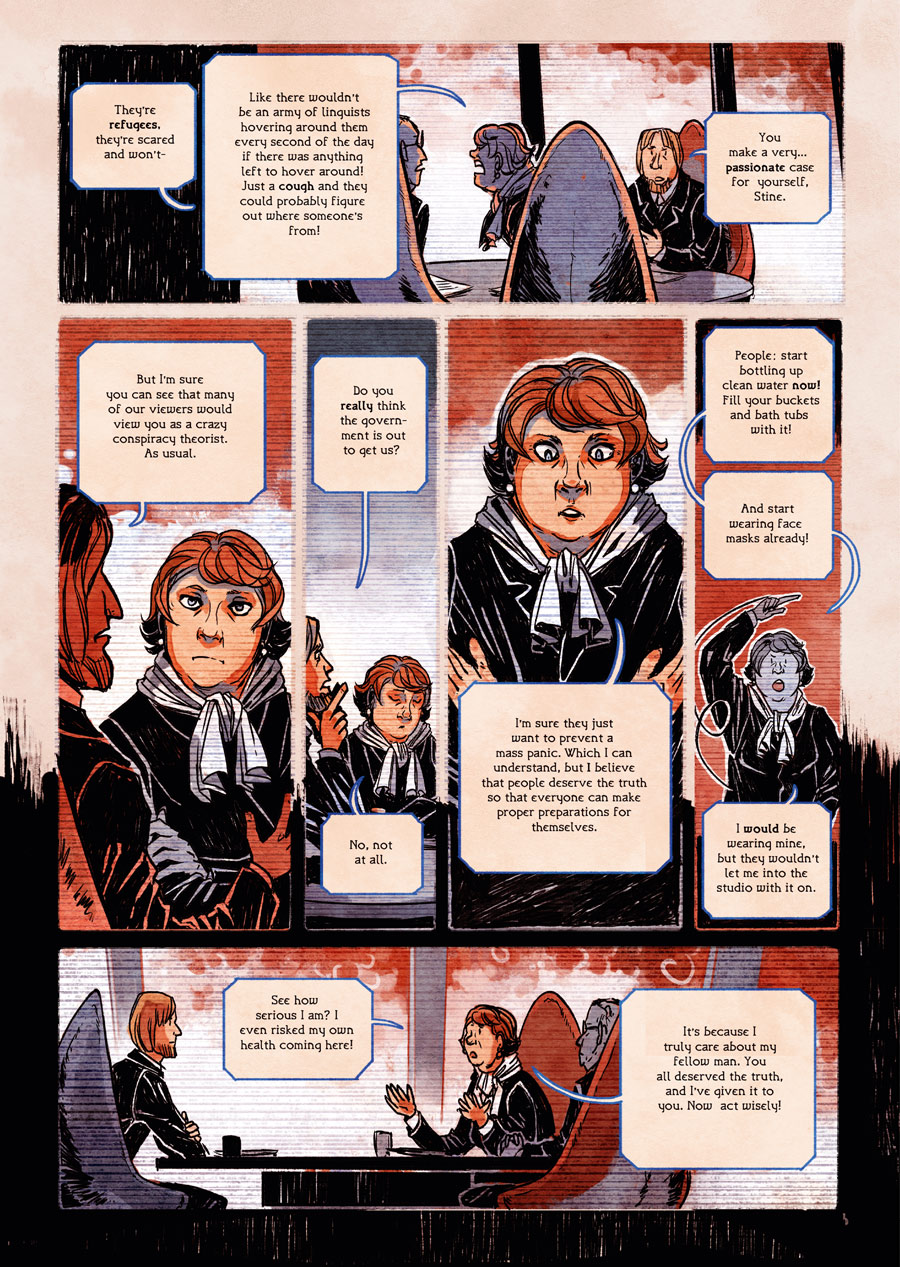 They're
refugees,
they're scared
and won't-
Like there wouldn't
be an army of linquists
hovering around them
every second of the day
if there was anything
left to hover around!
Just a cough and they
could probably figure
out where someone's
from!
You
make a very...
passionate case
for yourself,
Stine.
But I'm sure
you can see that many
of our viewers would
view you as a crazy
conspiracy theorist.
As usual.
Do you
really think
the govern-
ment is out
to get us?
No, not
at all.
I'm sure they just
want to prevent a
mass panic. Which I can
understand, but I believe
that people deserve the truth
so that everyone can make
proper preparations for
themselves.
People: start
bottling up
clean water now!
Fill your buckets
and bath tubs
with it!
And start
wearing face
masks already!
I would be
wearing mine,
but they wouldn't
let me into the
studio with it on.
See how
serious I am? I
even risked my own
health coming here!
It's because I
truly care about my
fellow man. You
all deserved the truth,
and I've given it to
you. Now act wisely!